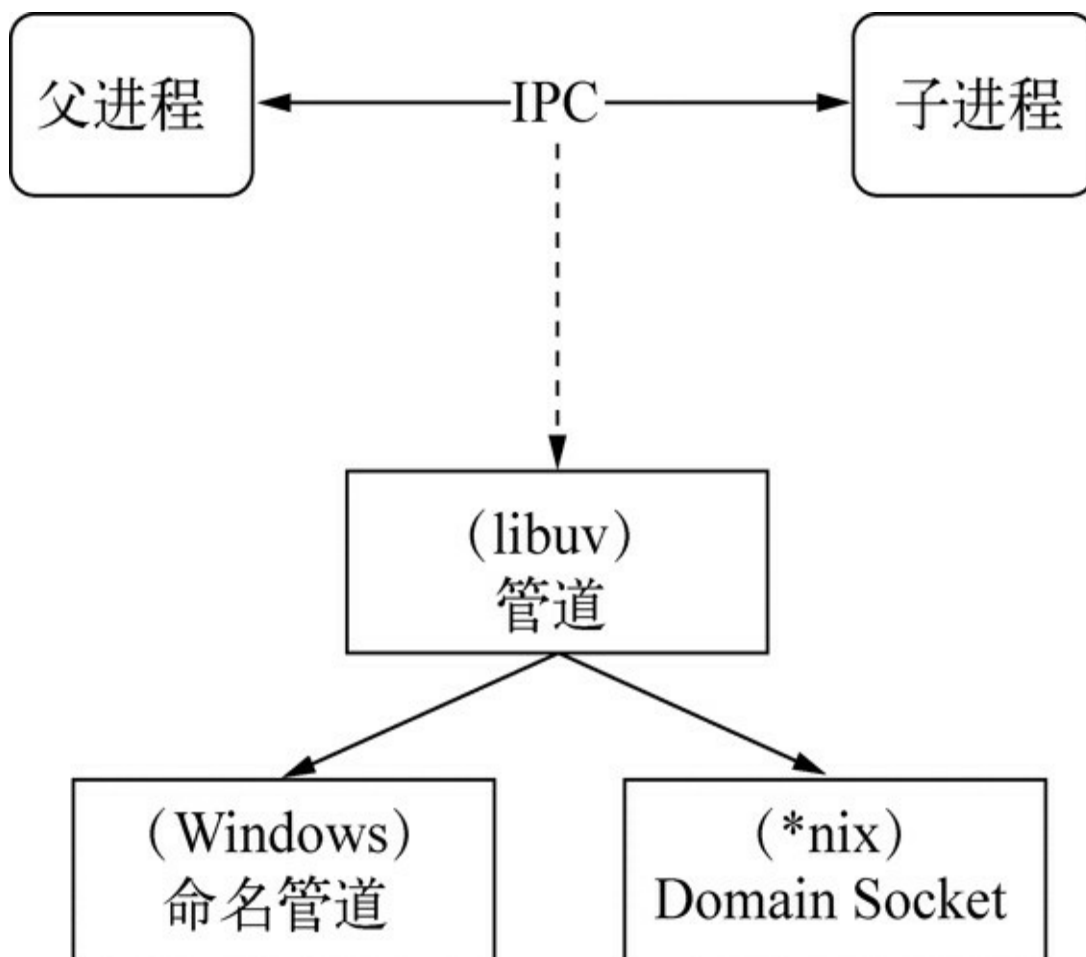 父进程
IPC
子进程
（libuv）
管道
（Windows）
命名管道
（*nix）
Domain Socket